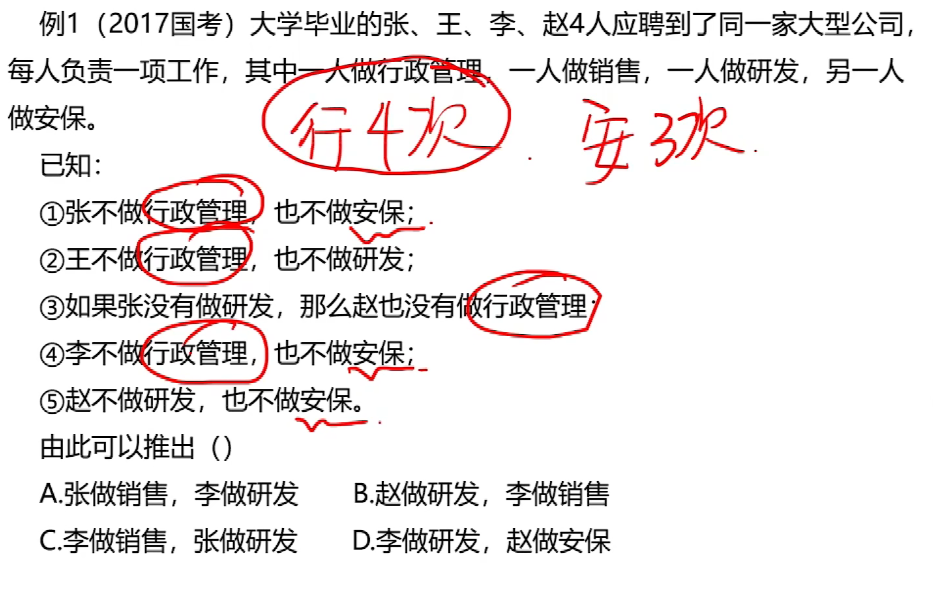 例1（2017国考）大学毕业的张、王、李、赵4人应聘到了同一家大型公司，
每人负责一项工作，其中一人做行政管理，一人做销售，一人做研发，另一人
做安保。
行4次 安3次
已知：
①张不做行政管理，也不做安保；
②王不做行政管理，也不做研发；
③如果张没有做研发，那么赵也没有做行政管理；
④李不做行政管理，也不做安保；
⑤赵不做研发，也不做安保。
由此可以推出（）
A.张做销售，李做研发 B.赵做研发，李做销售
C.李做销售，张做研发 D.李做研发，赵做安保